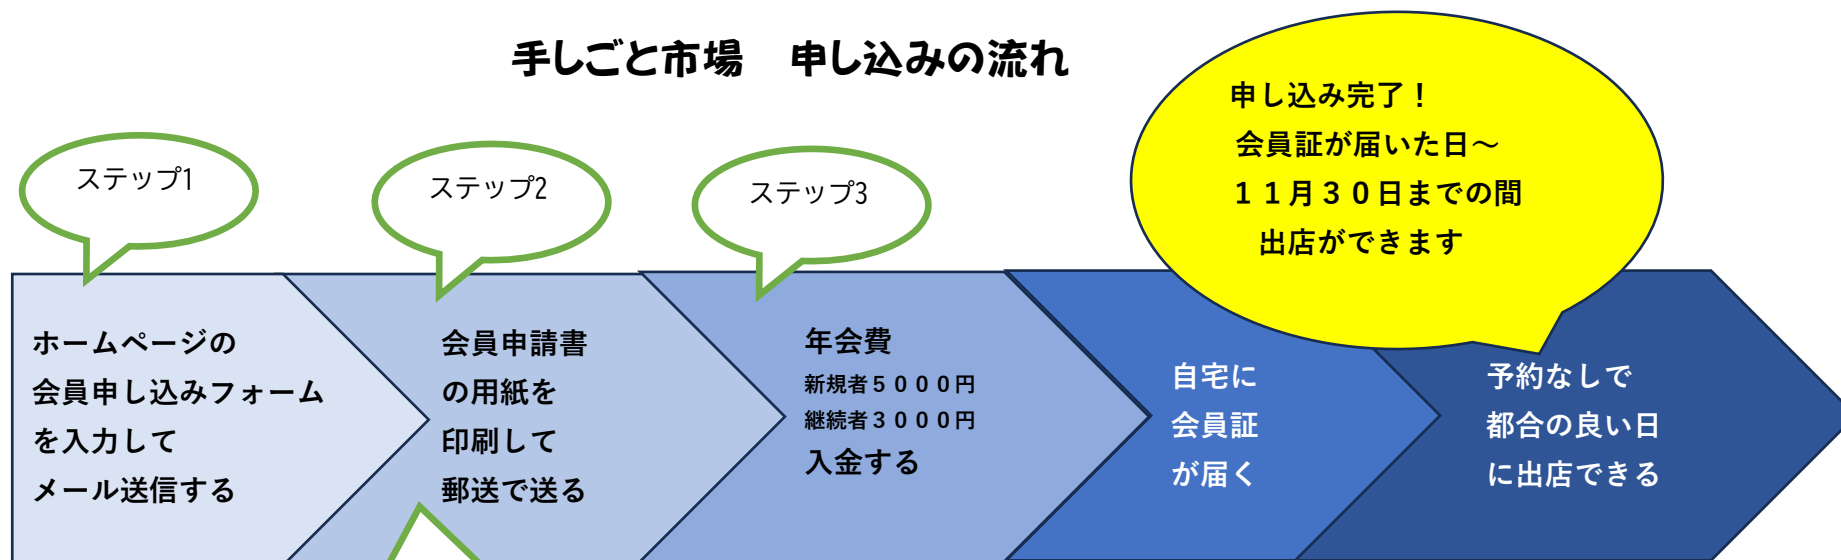 手しごと市場　申し込みの流れ
ステップ1
ホームページの
会員申し込みフォーム
を入力して
メール送信する
ステップ2
会員申請書
の用紙を
印刷して
郵送で送る
ステップ3
年会費
新規者５０００円
継続者３０００円
入金する
自宅に
会員証
が届く
申し込み完了！
会員証が届いた日～
１１月３０日までの間
出店ができます
予約なしで
都合の良い日
に出店できる